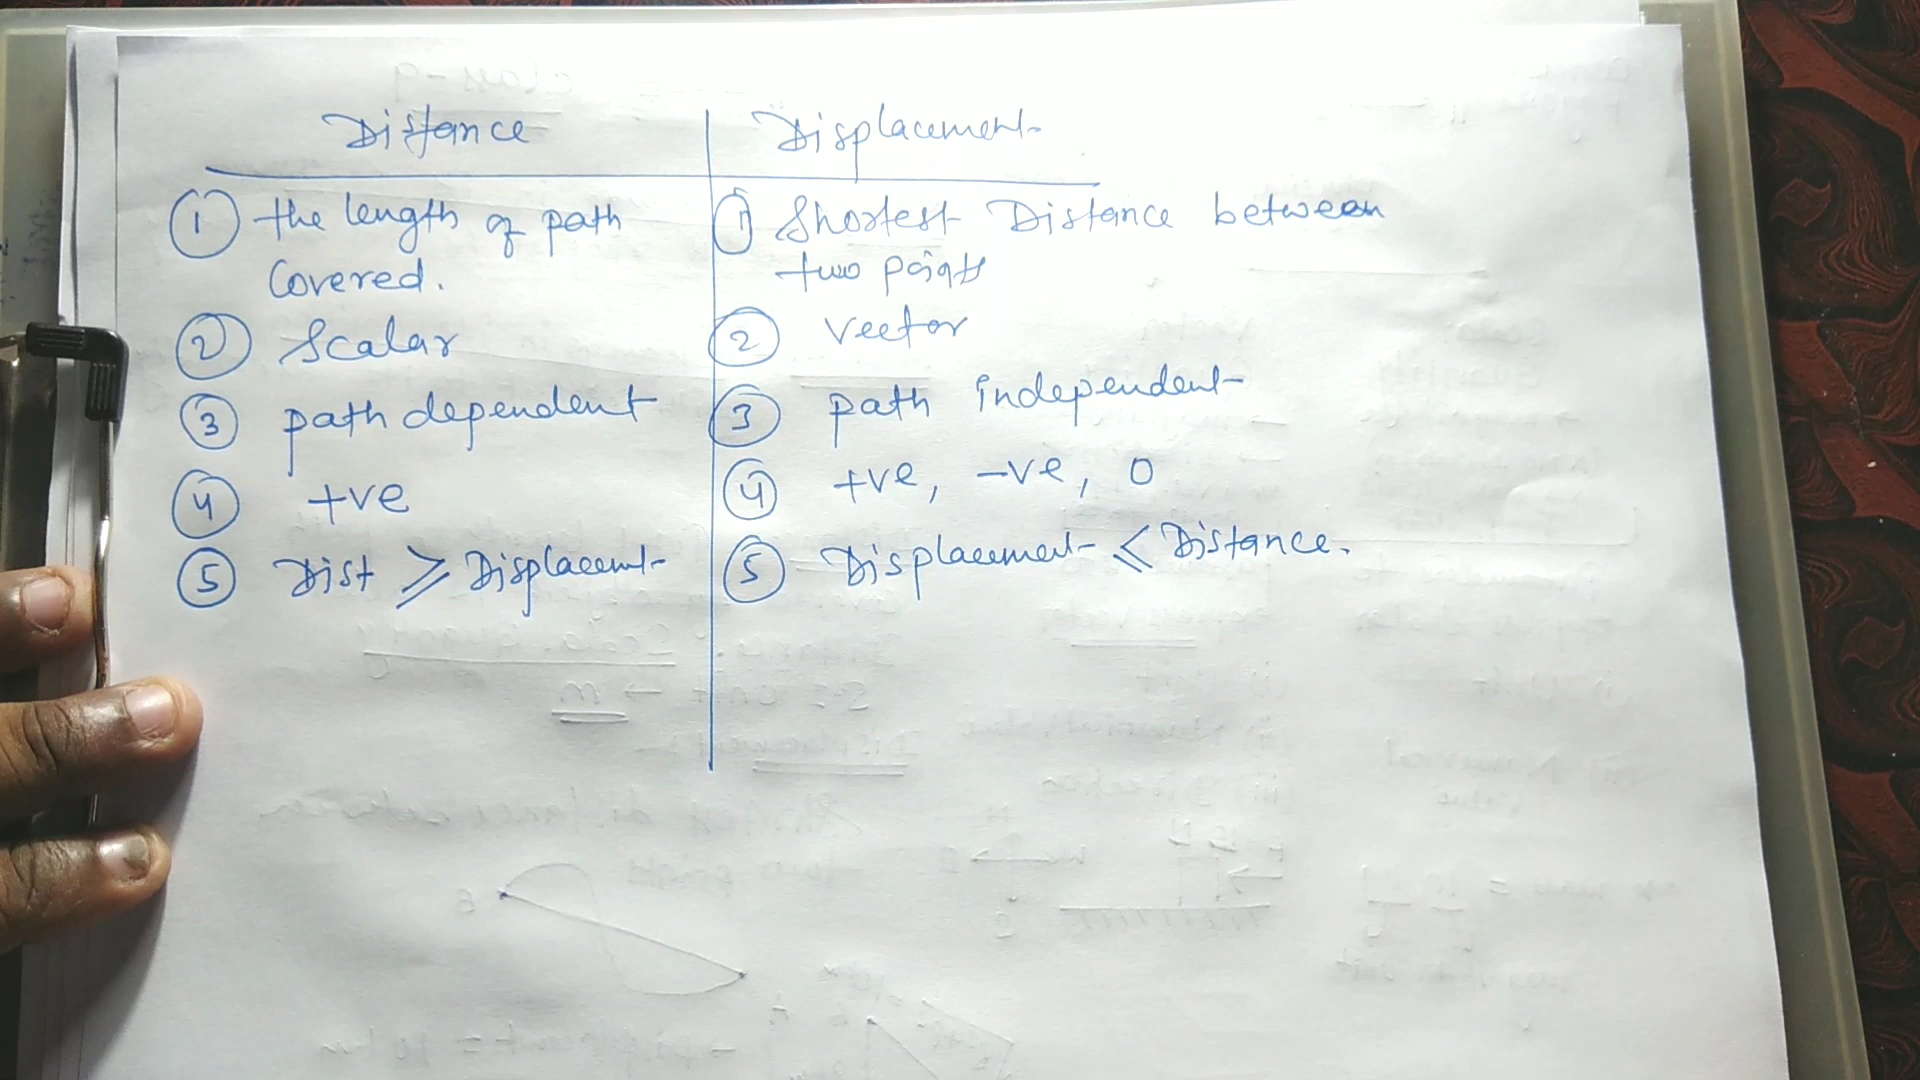 Distance
Displacement
① the length of path
covered.
① Shortest Distance between
two points
② Scalar
② Vector
③ path dependent
③ path independent
④ +ve
④ +ve, -ve, 0
⑤ Dist ⩾ Displacemt
⑤ Displacement ⩽ Distance.